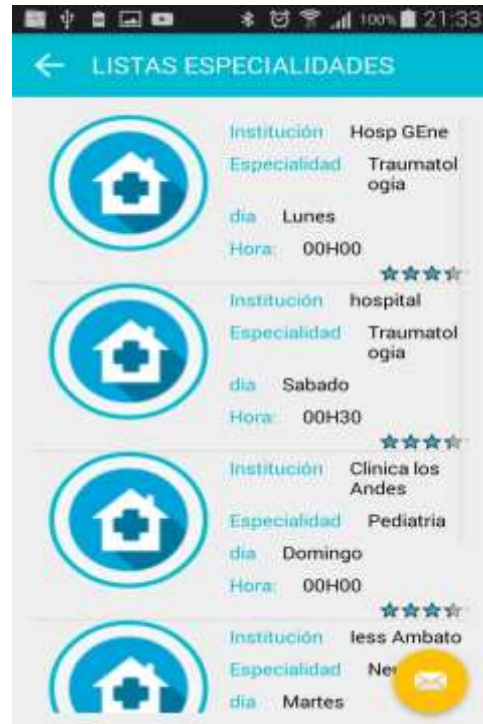 100% 21:33
LISTAS ESPECIALIDADES
Institución Hosp GEne
Especialidad Traumatol
ogia
dia Lunes
Hora: 00H00
Institución hospital
Especialidad Traumatol
ogia
dia Sabado
Hora: 00H30
Institución Clinica los
Andes
Especialidad Pediatria
dia Domingo
Hora: 00H00
Institución Iess Ambato
Especialidad
dia Martes